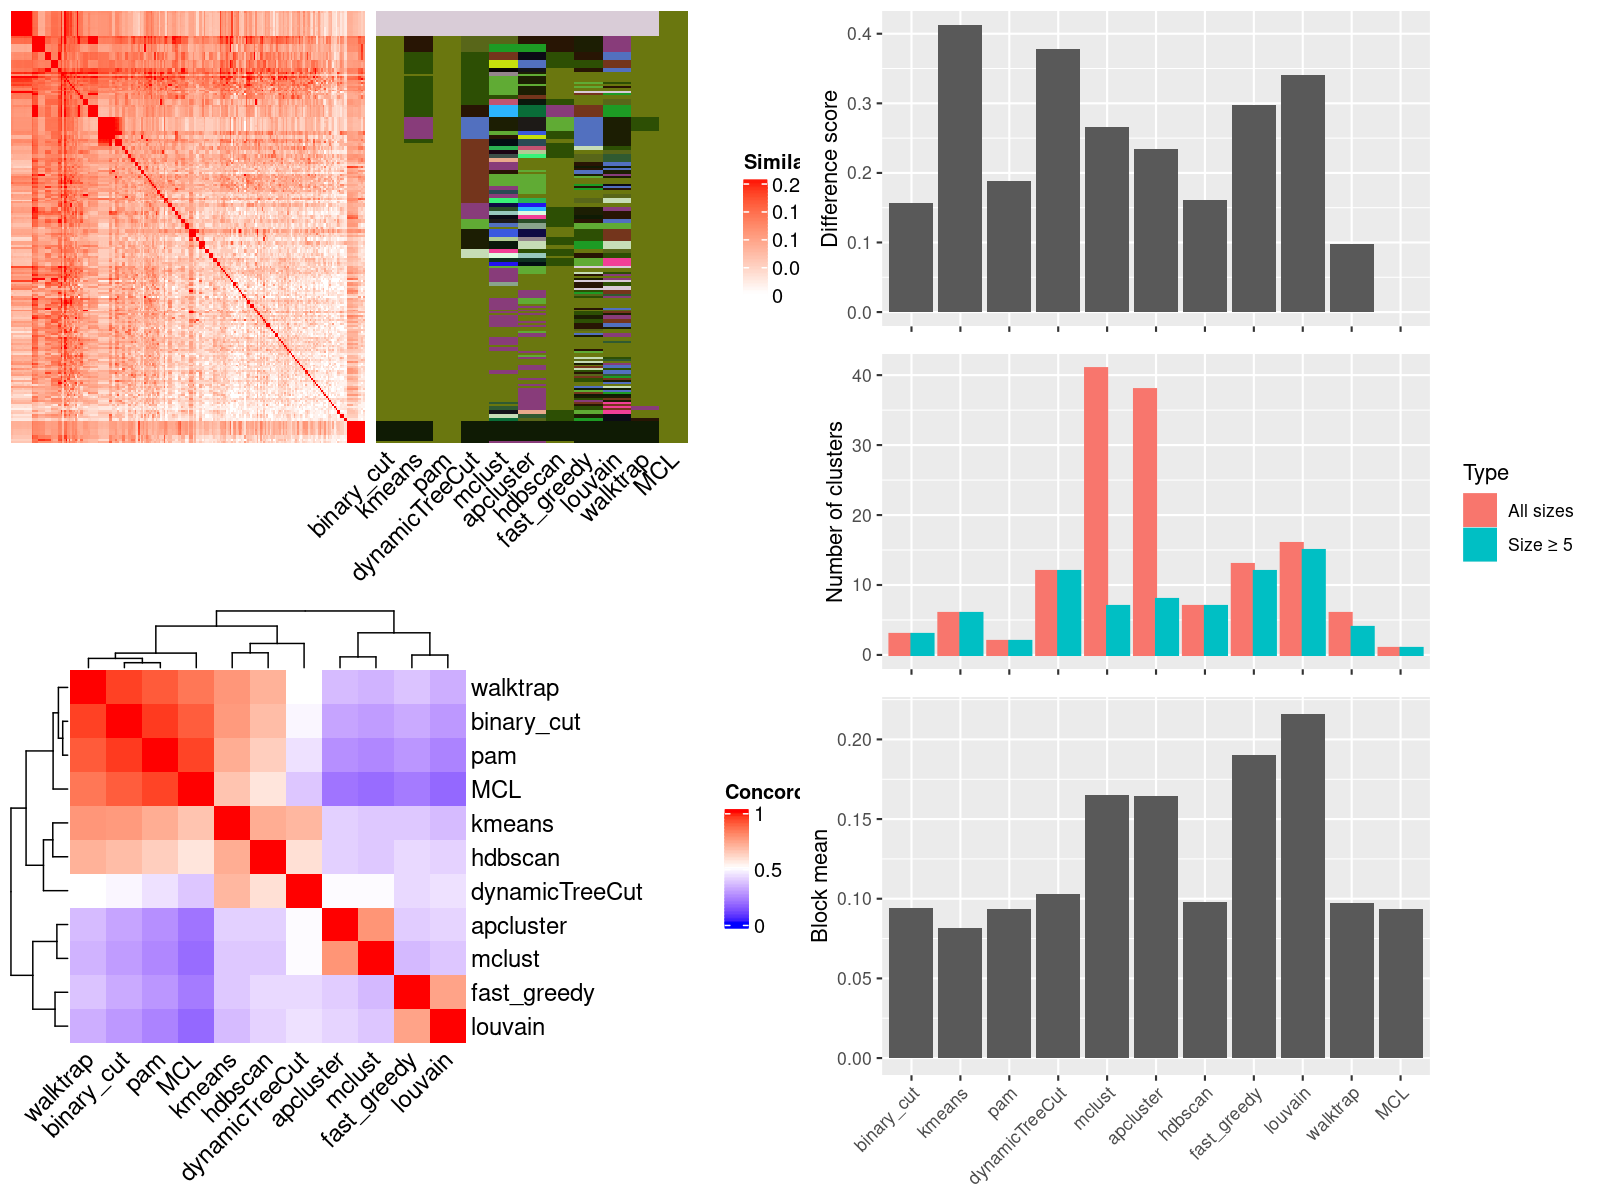 Simila
0.2
0.1
0.1
0.0
0
binary_cut
kmeans
pam
dynamicTreeCut
mclust
apcluster
hdbscan
fast_greedy
louvain
walktrap
MCL
walktrap
binary_cut
pam
MCL
kmeans
hdbscan
dynamicTreeCut
apcluster
mclust
fast_greedy
louvain
Concord
1
0.5
0
walktrap
binary_cut
pam
MCL
kmeans
hdbscan
dynamicTreeCut
apcluster
mclust
fast_greedy
louvain
Difference score
0.4
0.3
0.2
0.1
0.0
Number of clusters
40
30
20
10
0
Type
All sizes
Size ≥ 5
Block mean
0.20
0.15
0.10
0.05
0.00
binary_cut
kmeans
pam
dynamicTreeCut
mclust
apcluster
hdbscan
fast_greedy
louvain
walktrap
MCL